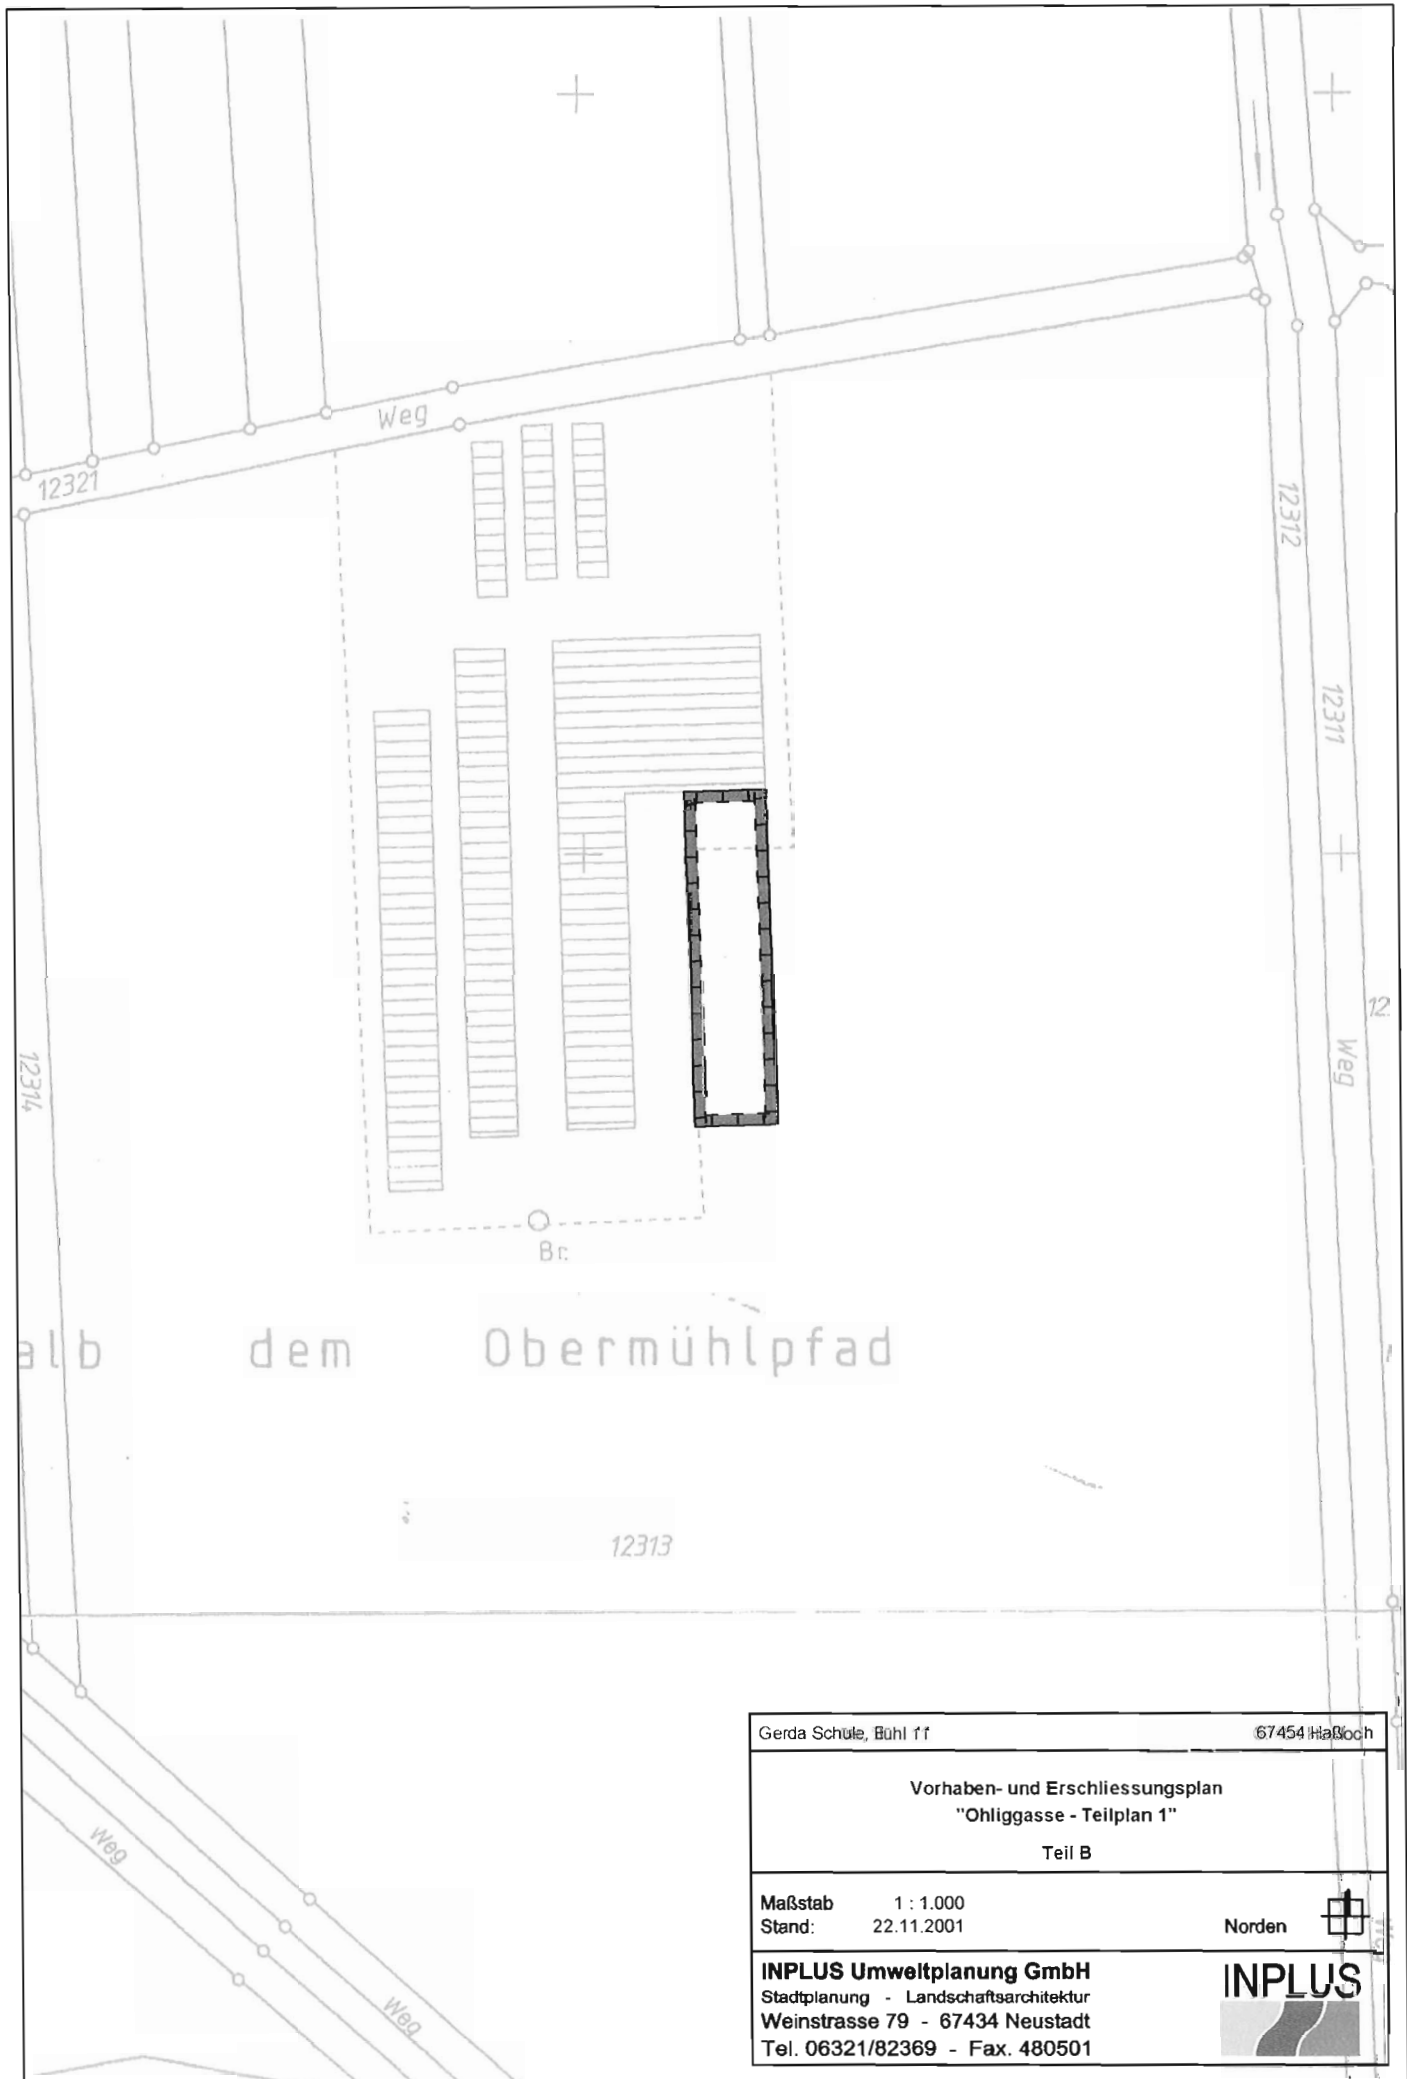 Weg
12321
12312
12311
12314
12.
Weg
Br.
alb dem Obermühlpfad
12313
Weg
Weg
Gerda Schule, Bühl 11 67454 Haßloch
Vorhaben- und Erschliessungsplan
"Ohliggasse - Teilplan 1"
Teil B
Maßstab 1 : 1.000
Stand: 22.11.2001 Norden
INPLUS Umweltplanung GmbH
Stadtplanung - Landschaftsarchitektur
Weinstrasse 79 - 67434 Neustadt
Tel. 06321/82369 - Fax. 480501
INPLUS